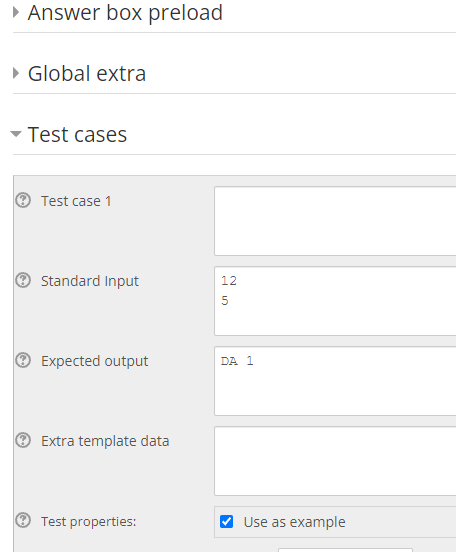 Answer box preload
Global extra
Test cases
Test case 1
Standard Input
12
5
Expected output
DA 1
Extra template data
Test properties:
Use as example